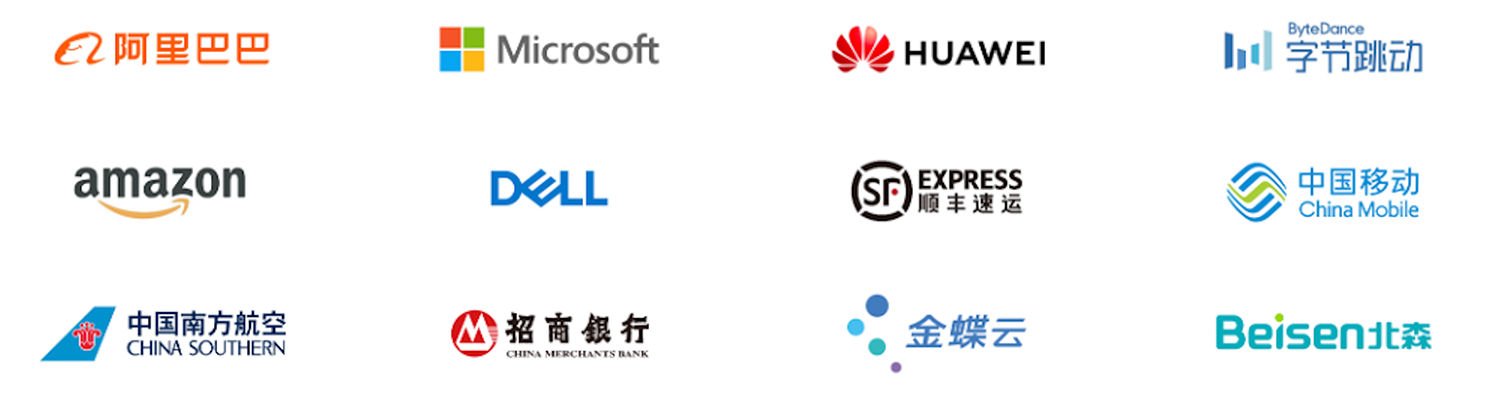 阿里巴巴
Microsoft
HUAWEI
ByteDance
字节跳动
amazon
DELL
SF EXPRESS
顺丰速运
中国移动
China Mobile
中国南方航空
CHINA SOUTHERN
招商銀行
CHINA MERCHANTS BANK
金蝶云
Beisen北森